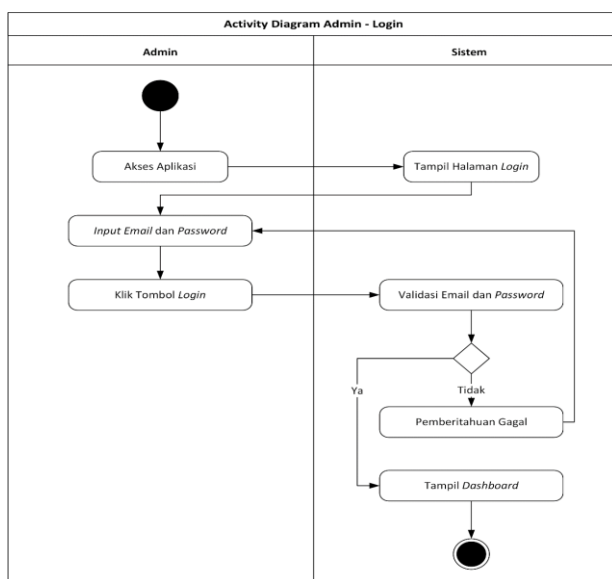 Activity Diagram Admin - Login
Admin
Sistem
Akses Aplikasi
Tampil Halaman Login
Input Email dan Password
Klik Tombol Login
Validasi Email dan Password
Ya
Tidak
Pemberitahuan Gagal
Tampil Dashboard